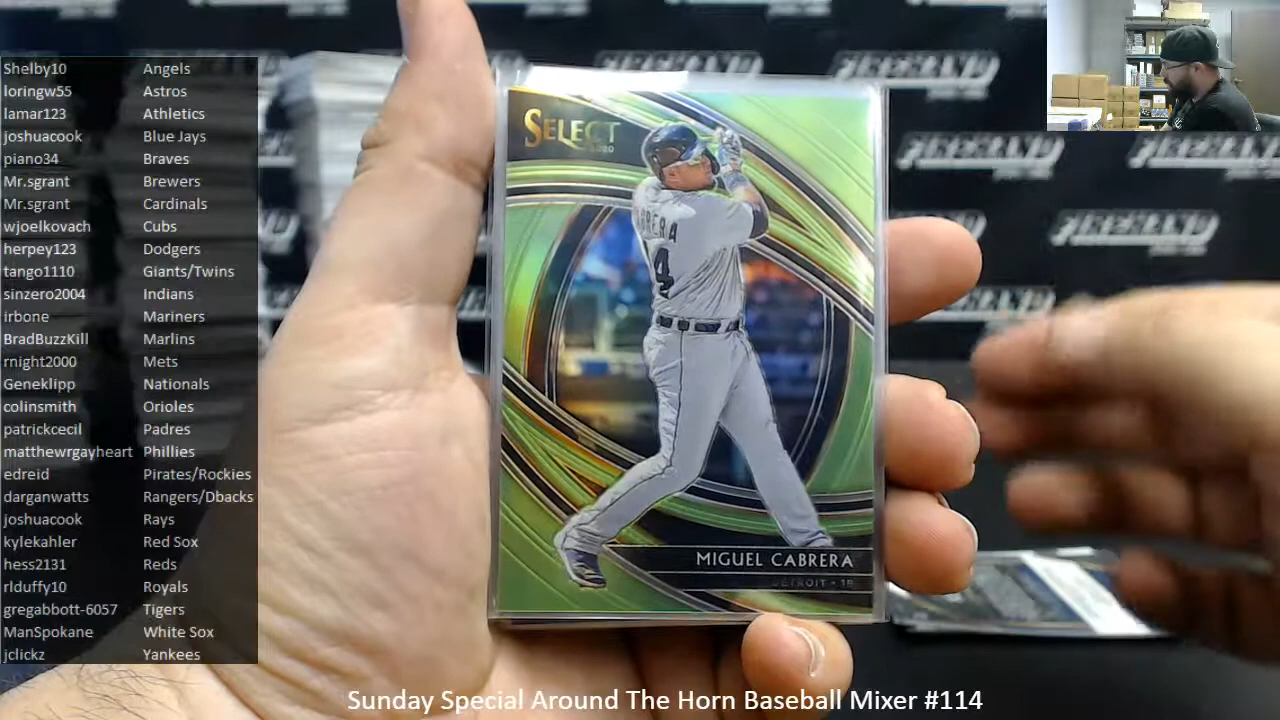 Shelby10 Angels
loringw55 Astros
lamar123 Athletics
joshuacook Blue Jays
piano34 Braves
Mr.sgrant Brewers
Mr.sgrant Cardinals
wjoelkovach Cubs
herpey123 Dodgers
tango1110 Giants/Twins
sinzero2004 Indians
irbone Mariners
BradBuzzKill Marlins
rnight2000 Mets
Geneklipp Nationals
colinsmith Orioles
patrickcecil Padres
matthewrgayheart Phillies
edreid Pirates/Rockies
darganwatts Rangers/Dbacks
joshuacook Rays
kylekahler Red Sox
hess2131 Reds
rlduffy10 Royals
gregabbott-6057 Tigers
ManSpokane White Sox
jclickz Yankees
SELECT
2020
4
MIGUEL CABRERA
DETROIT • 1B
FIREHAND
FIREHAND
FIREHAND
FIREHAND
Sunday Special Around The Horn Baseball Mixer #114